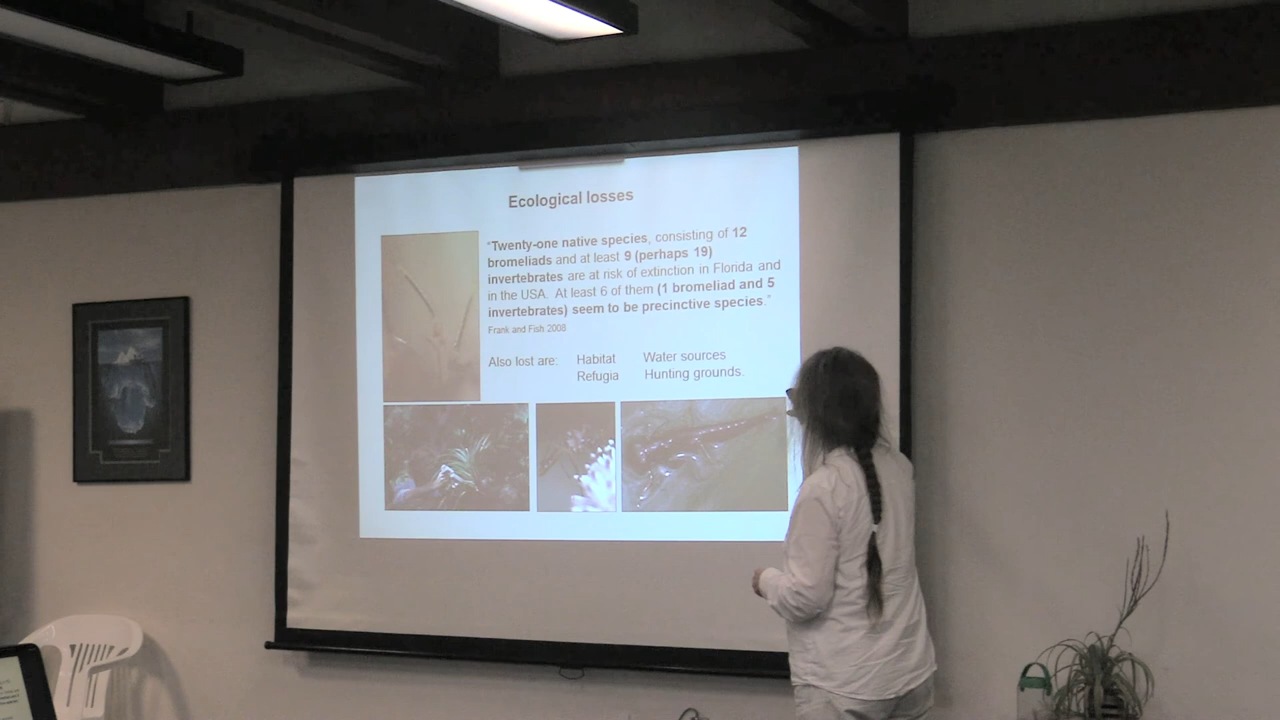 Ecological losses
“Twenty-one native species, consisting of 12
bromeliads and at least 9 (perhaps 19)
invertebrates are at risk of extinction in Florida and
in the USA. At least 6 of them (1 bromeliad and 5
invertebrates) seem to be precinctive species.”
Frank and Fish 2008
Also lost are: Habitat Water sources
Refugia Hunting grounds.